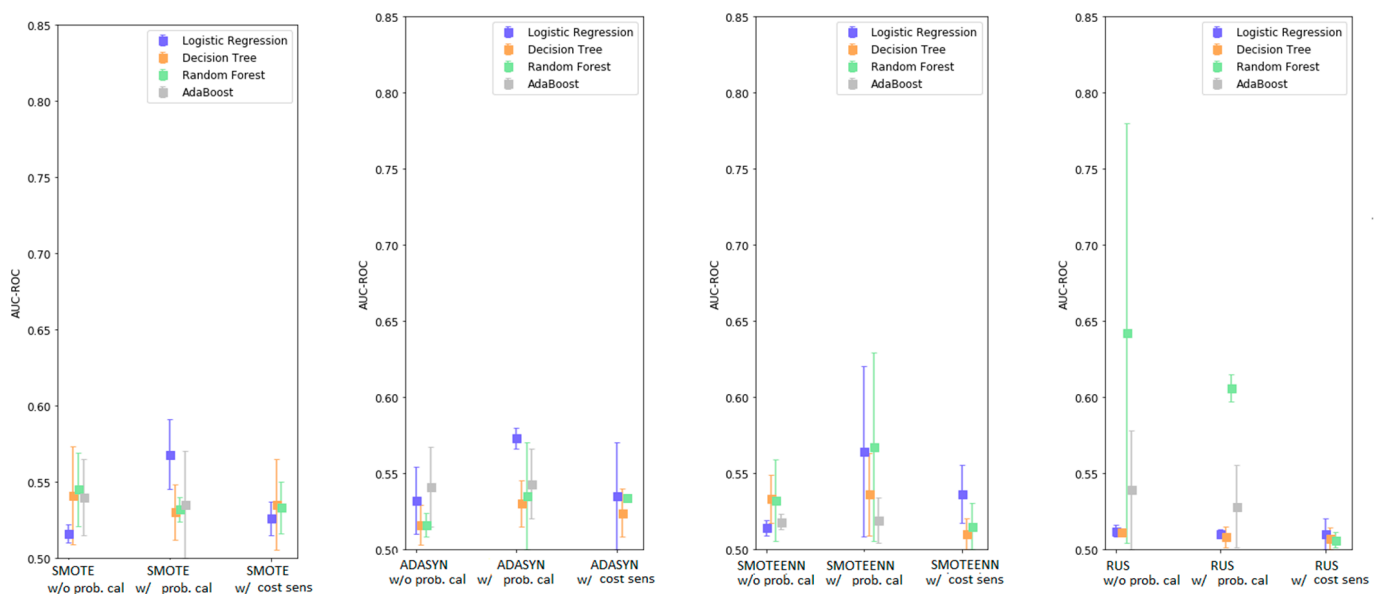 0.85
0.80
0.75
0.70
0.65
0.60
0.55
0.50
AUC-ROC
Logistic Regression
Decision Tree
Random Forest
AdaBoost
SMOTE SMOTE SMOTE
w/o prob. cal w/ prob. cal w/ cost sens
0.85
0.80
0.75
0.70
0.65
0.60
0.55
0.50
AUC-ROC
Logistic Regression
Decision Tree
Random Forest
AdaBoost
ADASYN ADASYN ADASYN
w/o prob. cal w/ prob. cal w/ cost sens
0.85
0.80
0.75
0.70
0.65
0.60
0.55
0.50
AUC-ROC
Logistic Regression
Decision Tree
Random Forest
AdaBoost
SMOTEENN SMOTEENN SMOTEENN
w/o prob. cal w/ prob. cal w/ cost sens
0.85
0.80
0.75
0.70
0.65
0.60
0.55
0.50
AUC-ROC
Logistic Regression
Decision Tree
Random Forest
AdaBoost
RUS RUS RUS
w/o prob. cal w/ prob. cal w/ cost sens